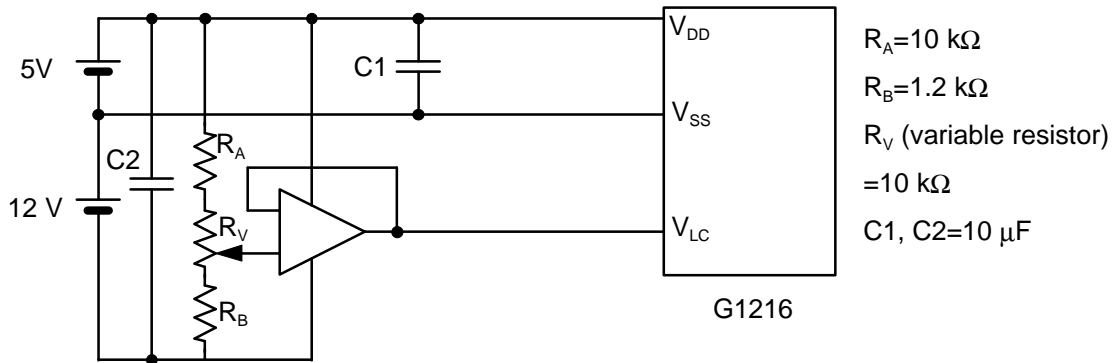 5V
12 V
C2
R_A
R_V
R_B
C1
V_DD
V_SS
V_LC
G1216
R_A=10 kΩ
R_B=1.2 kΩ
R_V (variable resistor)
=10 kΩ
C1, C2=10 μF